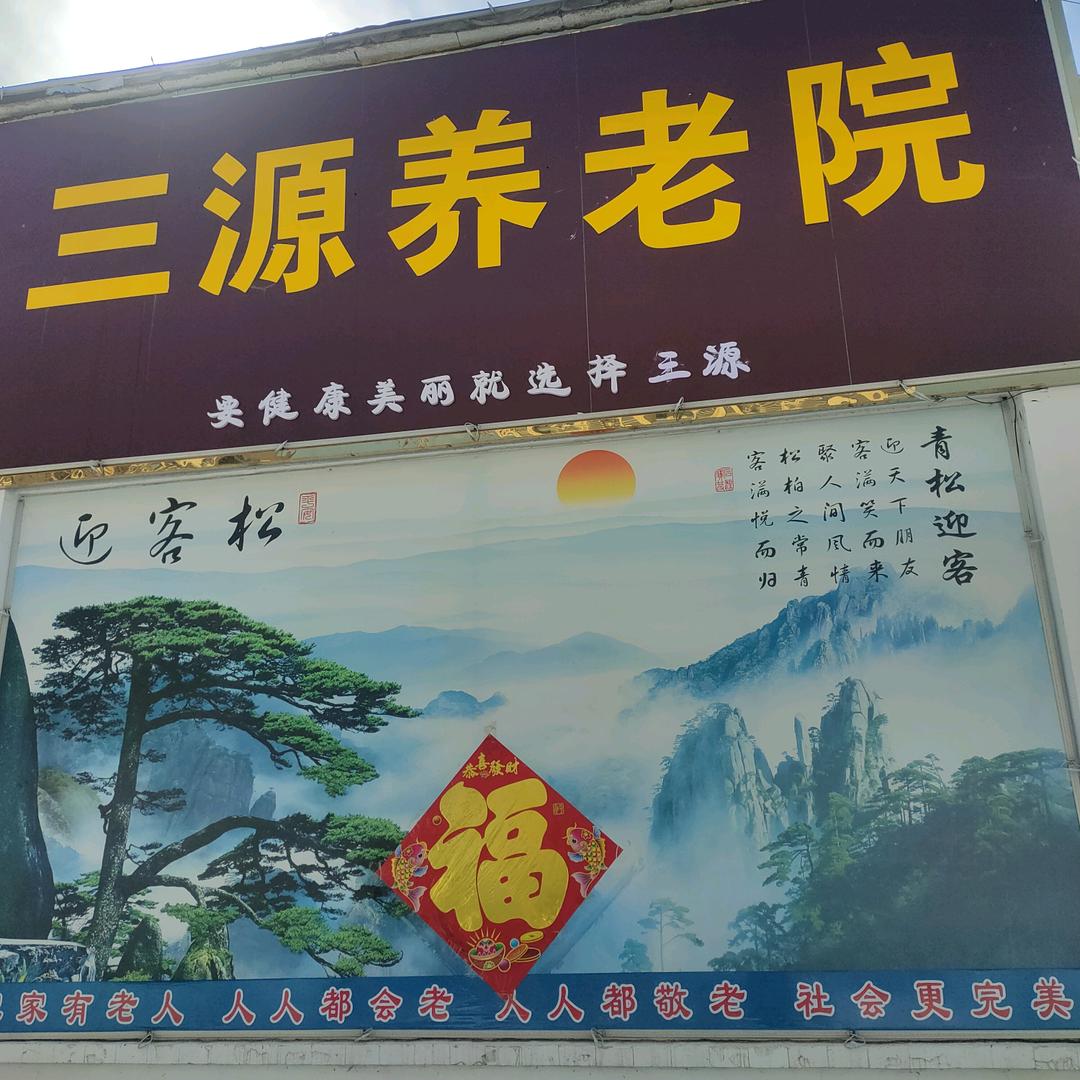 三源养老院
要健康美丽就选择三源
迎客松
青松迎客
迎天下朋友
客满笑而来
聚人间风情
松柏之常青
客满悦而归
恭喜發财
福
家有老人 人人都会老 人人都敬老 社会更完美